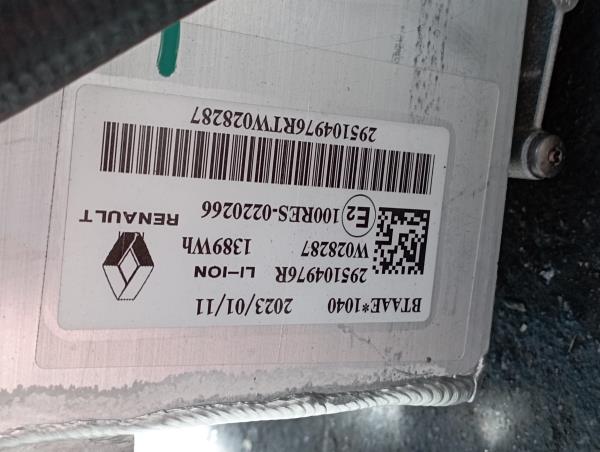 BTAAE*1040 2023/01/11
295104976R LI-ION
W028287 1389Wh
E2 100RES-0220266
RENAULT
295104976RTW028287